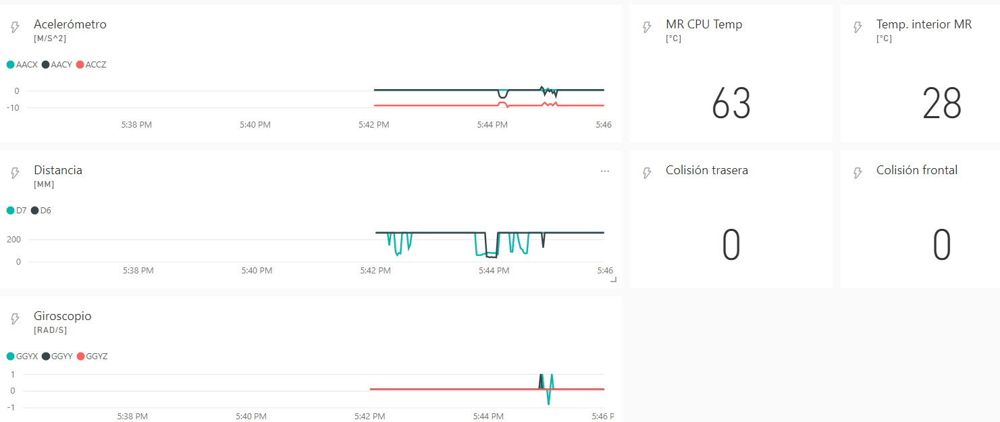 Acelerómetro
[M/S^2]
AACX AACY ACCZ
0
-10
5:38 PM 5:40 PM 5:42 PM 5:44 PM 5:46
MR CPU Temp
[°C]
63
Temp. interior MR
[°C]
28
Distancia
[MM]
...
D7 D6
200
0
5:38 PM 5:40 PM 5:42 PM 5:44 PM 5:46
Colisión trasera
0
Colisión frontal
0
Giroscopio
[RAD/S]
GGYX GGYY GGYZ
1
0
-1
5:38 PM 5:40 PM 5:42 PM 5:44 PM 5:46 P